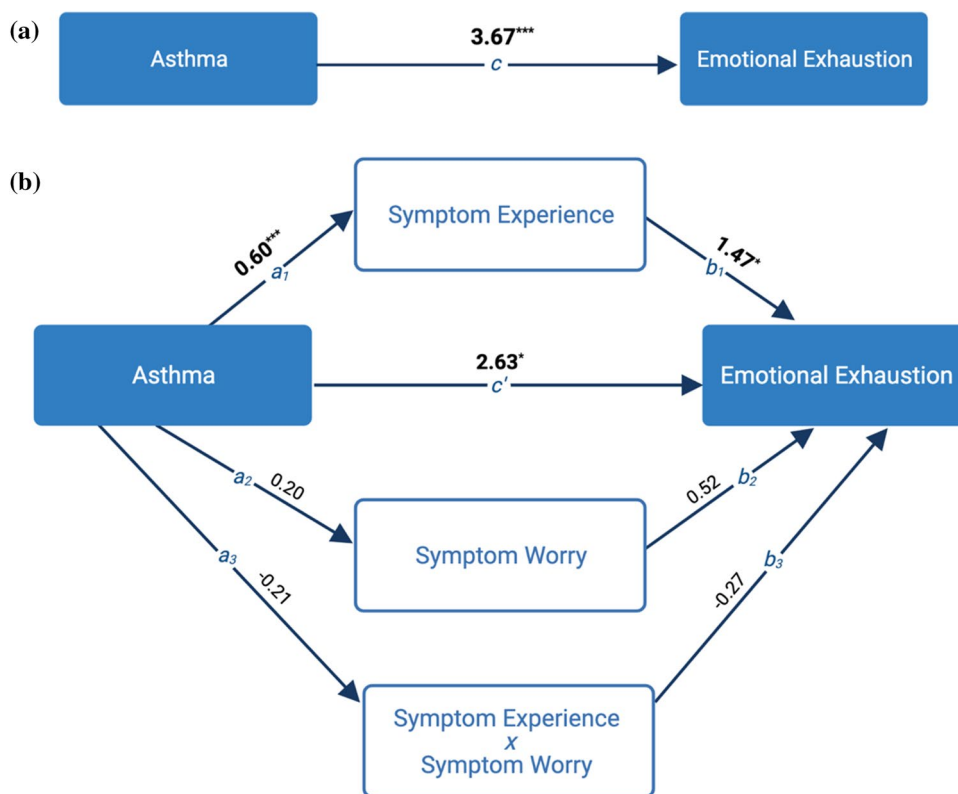 (a)
Asthma
3.67***
c
Emotional Exhaustion
(b)
Symptom Experience
0.60***
a1
1.47*
b1
Asthma
2.63*
c'
Emotional Exhaustion
a2
0.20
0.52
b2
Symptom Worry
a3
-0.21
-0.27
b3
Symptom Experience
x
Symptom Worry